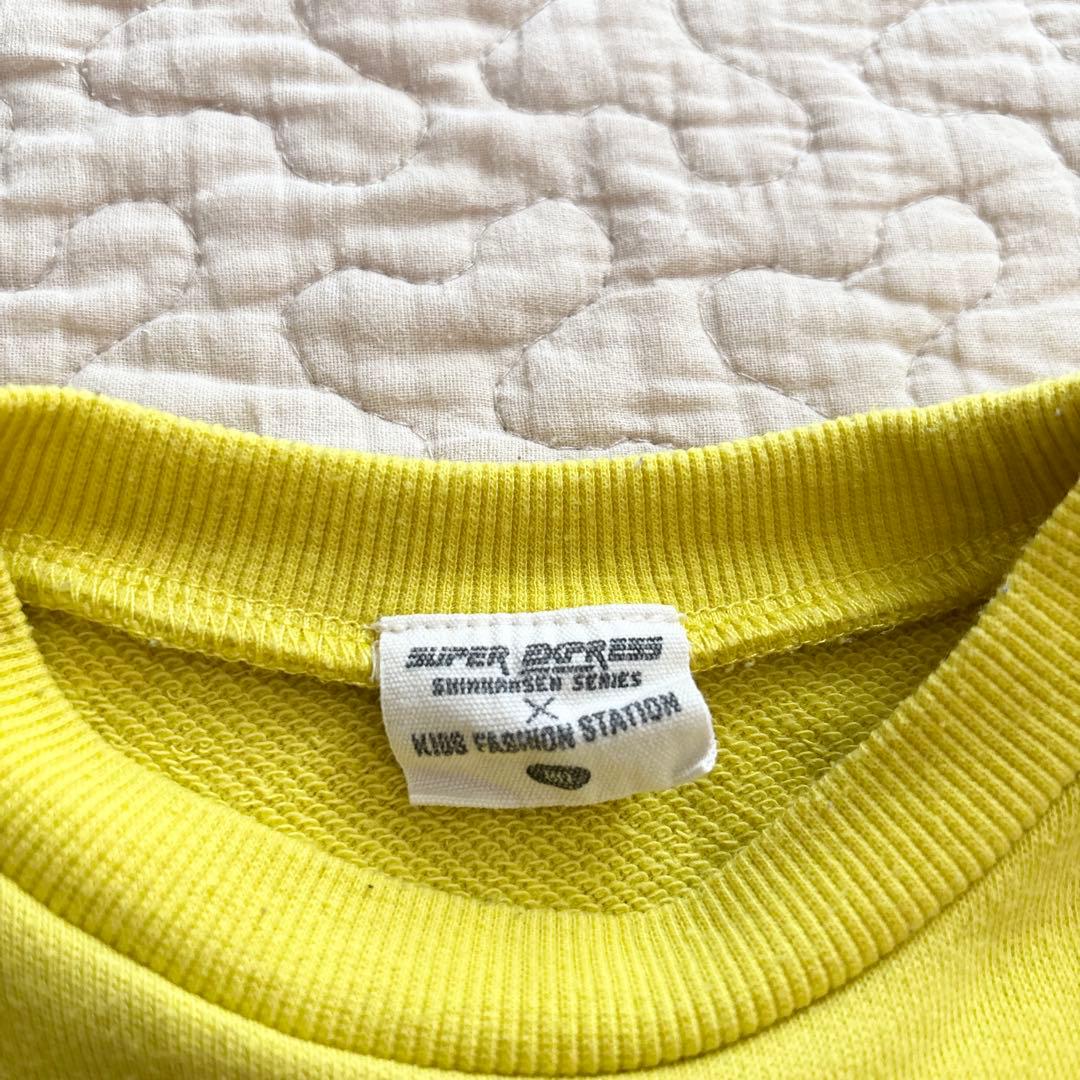 SUPER EXPRESS
SHINKANSEN SERIES
×
KIDS FASHION STATION